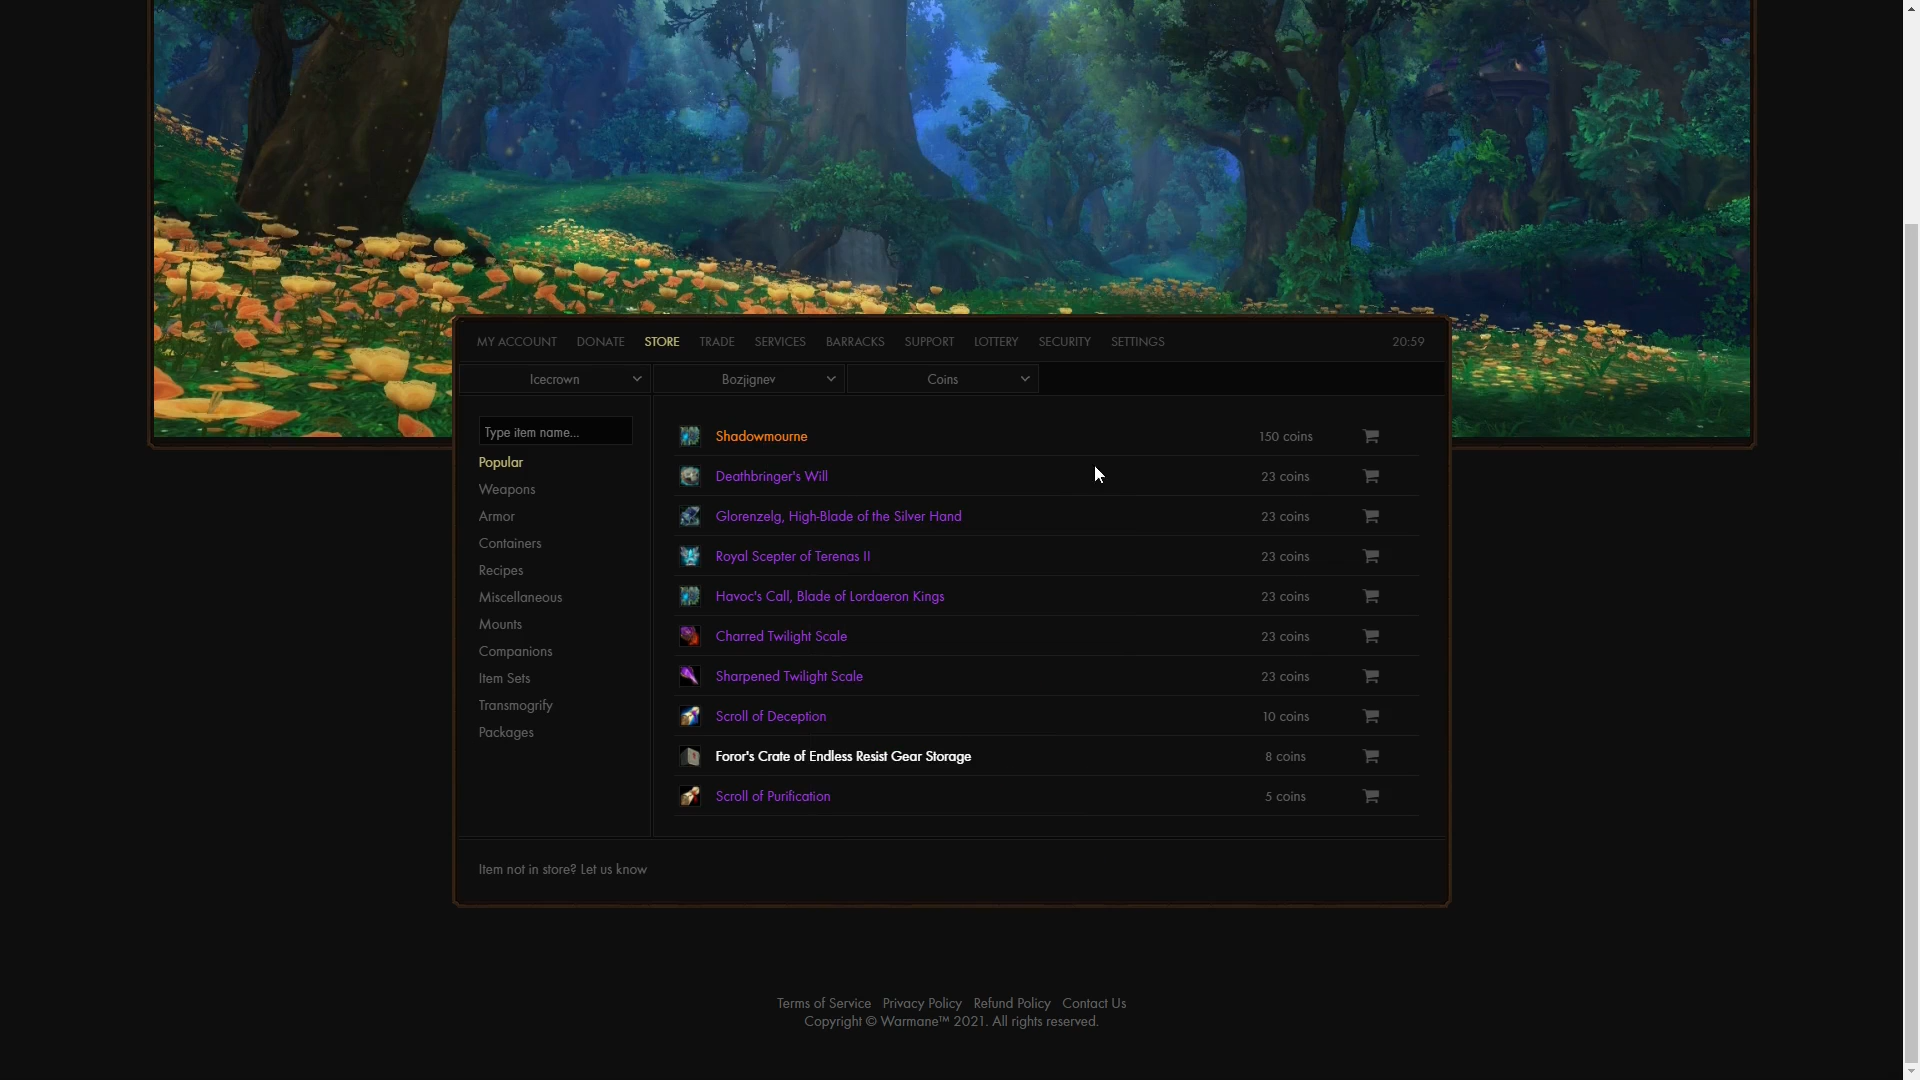 MY ACCOUNT DONATE STORE TRADE SERVICES BARRACKS SUPPORT LOTTERY SECURITY SETTINGS 20:59
Icecrown Bozjignev Coins
Type item name...
Popular
Weapons
Armor
Containers
Recipes
Miscellaneous
Mounts
Companions
Item Sets
Transmogrify
Packages
Shadowmourne 150 coins
Deathbringer's Will 23 coins
Glorenzelg, High-Blade of the Silver Hand 23 coins
Royal Scepter of Terenas II 23 coins
Havoc's Call, Blade of Lordaeron Kings 23 coins
Charred Twilight Scale 23 coins
Sharpened Twilight Scale 23 coins
Scroll of Deception 10 coins
Foror's Crate of Endless Resist Gear Storage 8 coins
Scroll of Purification 5 coins
Item not in store? Let us know
Terms of Service Privacy Policy Refund Policy Contact Us
Copyright © Warmane™ 2021. All rights reserved.